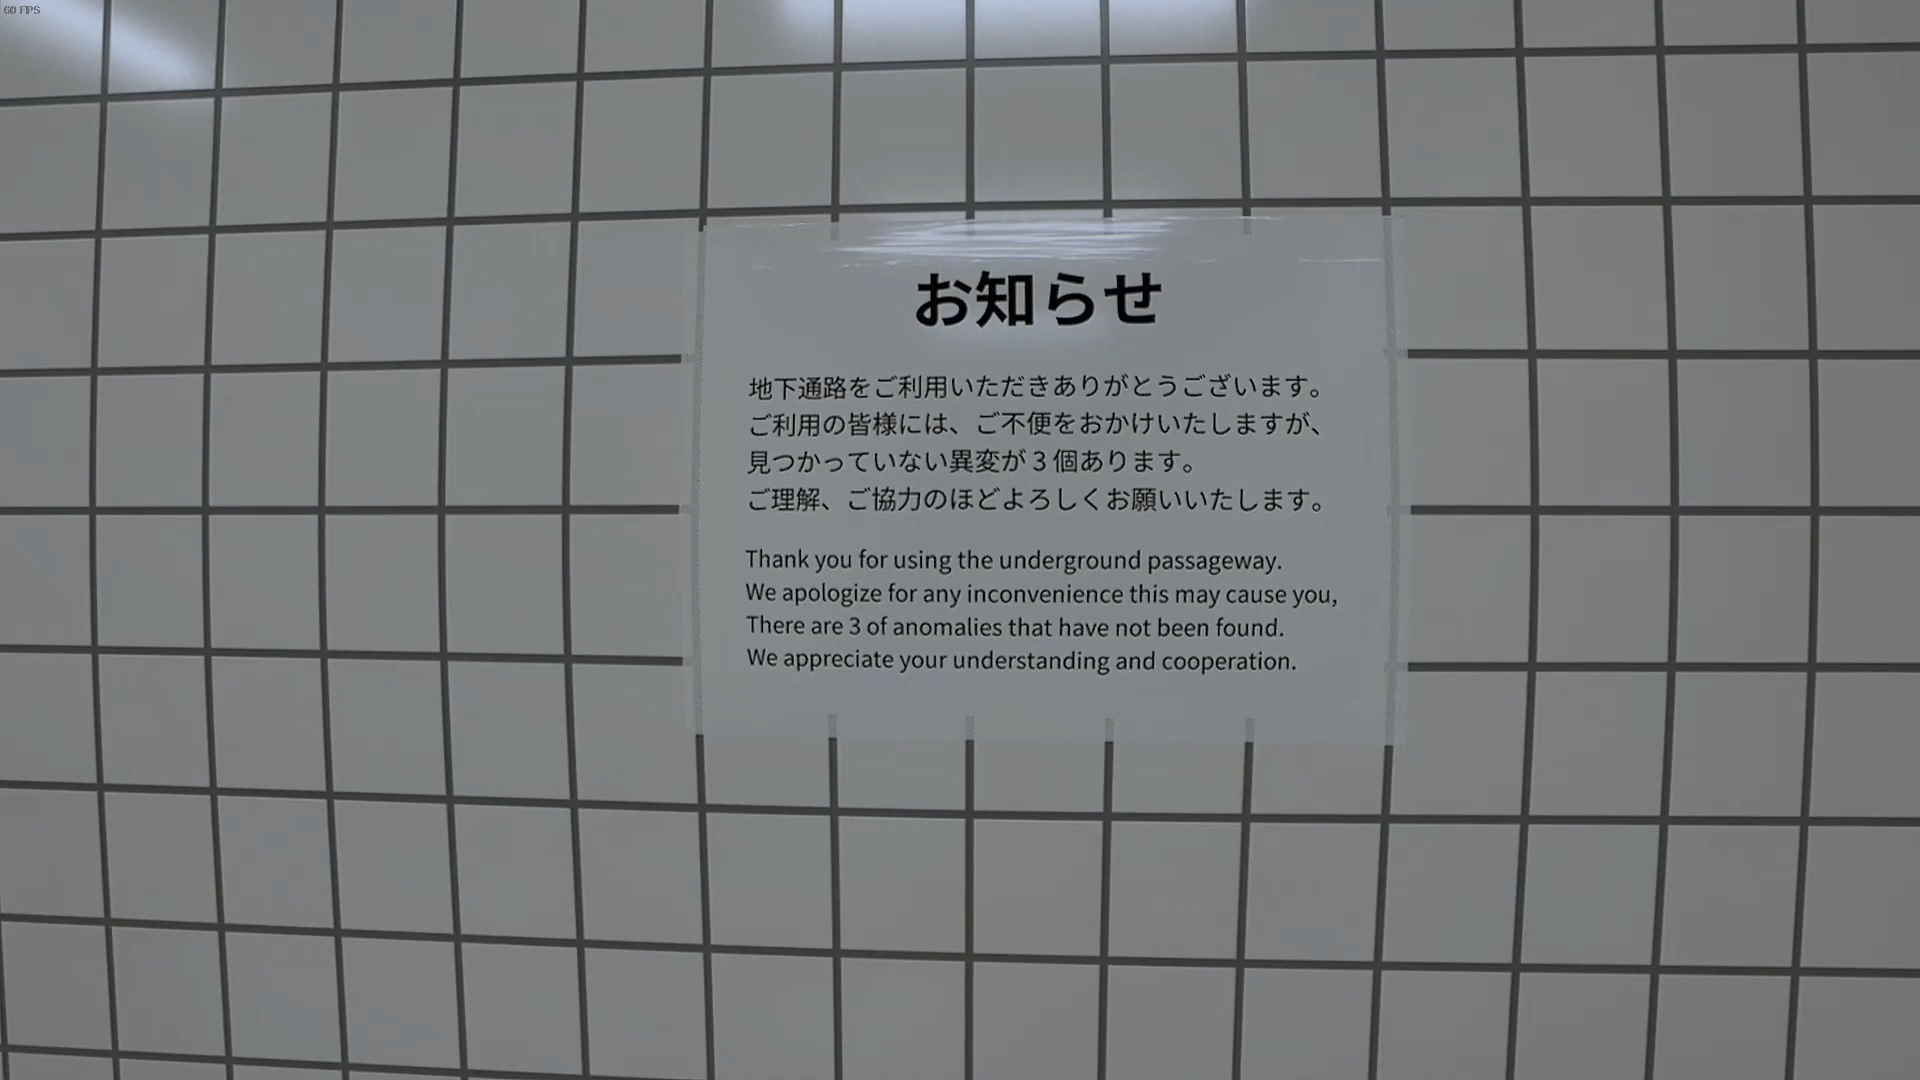 60 FPS
お知らせ
地下通路をご利用いただきありがとうございます。
ご利用の皆様には、ご不便をおかけいたしますが、
見つかっていない異変が3個あります。
ご理解、ご協力のほどよろしくお願いいたします。
Thank you for using the underground passageway.
We apologize for any inconvenience this may cause you,
There are 3 of anomalies that have not been found.
We appreciate your understanding and cooperation.